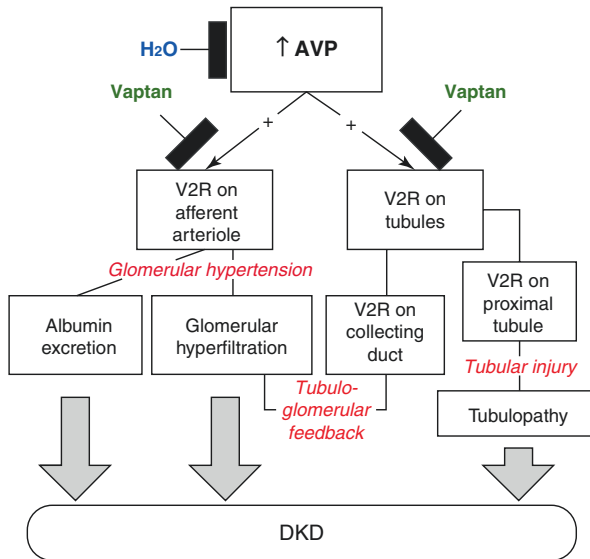 H2O
↑ AVP
Vaptan
Vaptan
+
+
V2R on
afferent
arteriole
V2R on
tubules
Glomerular hypertension
V2R on
proximal
tubule
Albumin
excretion
Glomerular
hyperfiltration
V2R on
collecting
duct
Tubular injury
Tubulo-
glomerular
feedback
Tubulopathy
DKD